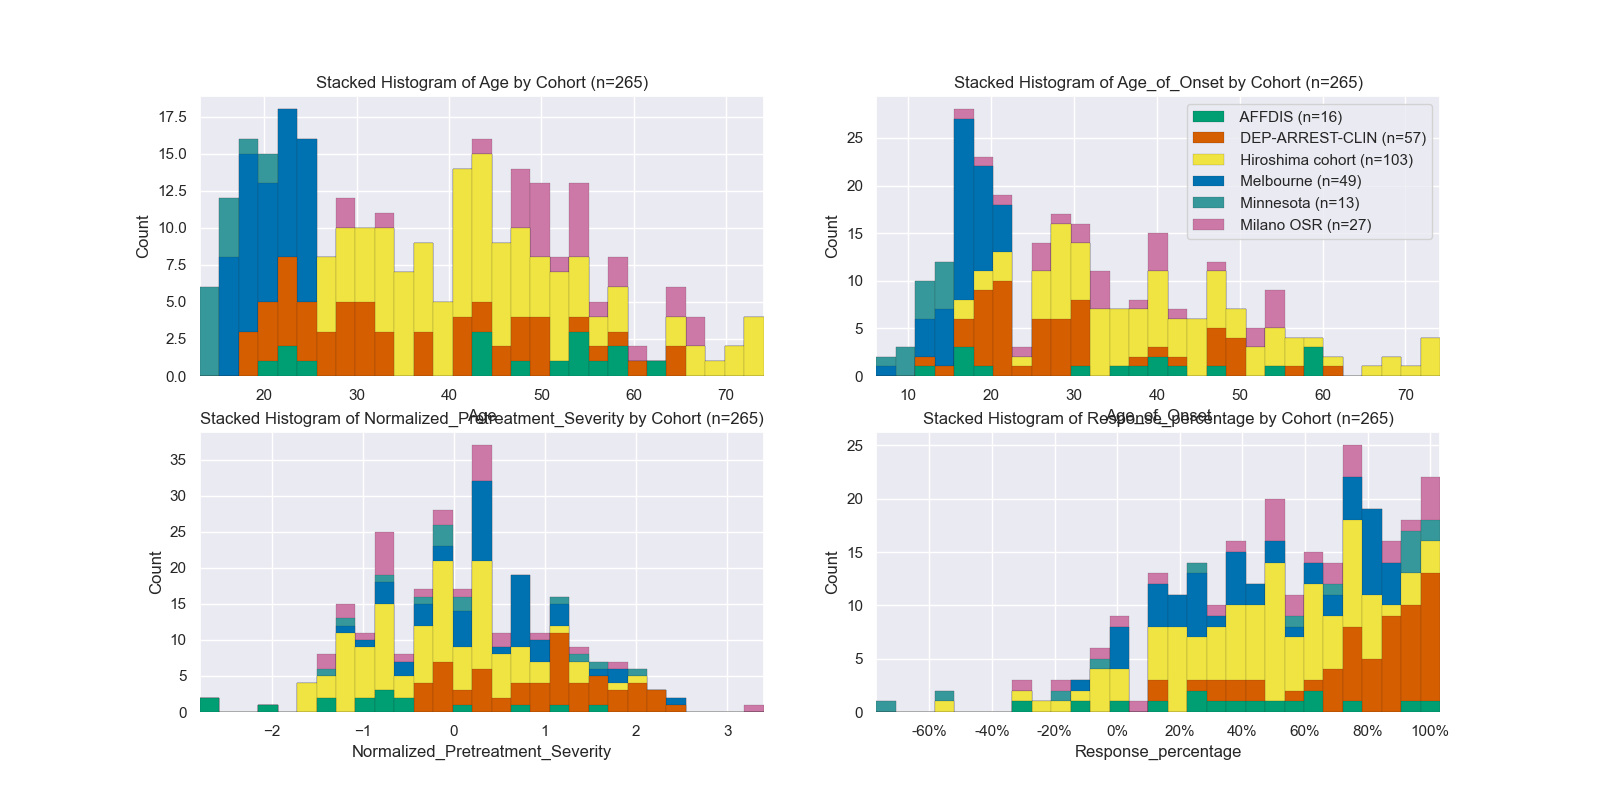 Stacked Histogram of Age by Cohort (n=265)
Count
17.5
15.0
12.5
10.0
7.5
5.0
2.5
0.0
20 30 40 50 60 70
Age
Stacked Histogram of Age_of_Onset by Cohort (n=265)
Count
25
20
15
10
5
0
10 20 30 40 50 60 70
Age_of_Onset
AFFDIS (n=16)
DEP-ARREST-CLIN (n=57)
Hiroshima cohort (n=103)
Melbourne (n=49)
Minnesota (n=13)
Milano OSR (n=27)
Stacked Histogram of Normalized_Pretreatment_Severity by Cohort (n=265)
Count
35
30
25
20
15
10
5
0
−2 −1 0 1 2 3
Normalized_Pretreatment_Severity
Stacked Histogram of Response_percentage by Cohort (n=265)
Count
25
20
15
10
5
0
-60% -40% -20% 0% 20% 40% 60% 80% 100%
Response_percentage